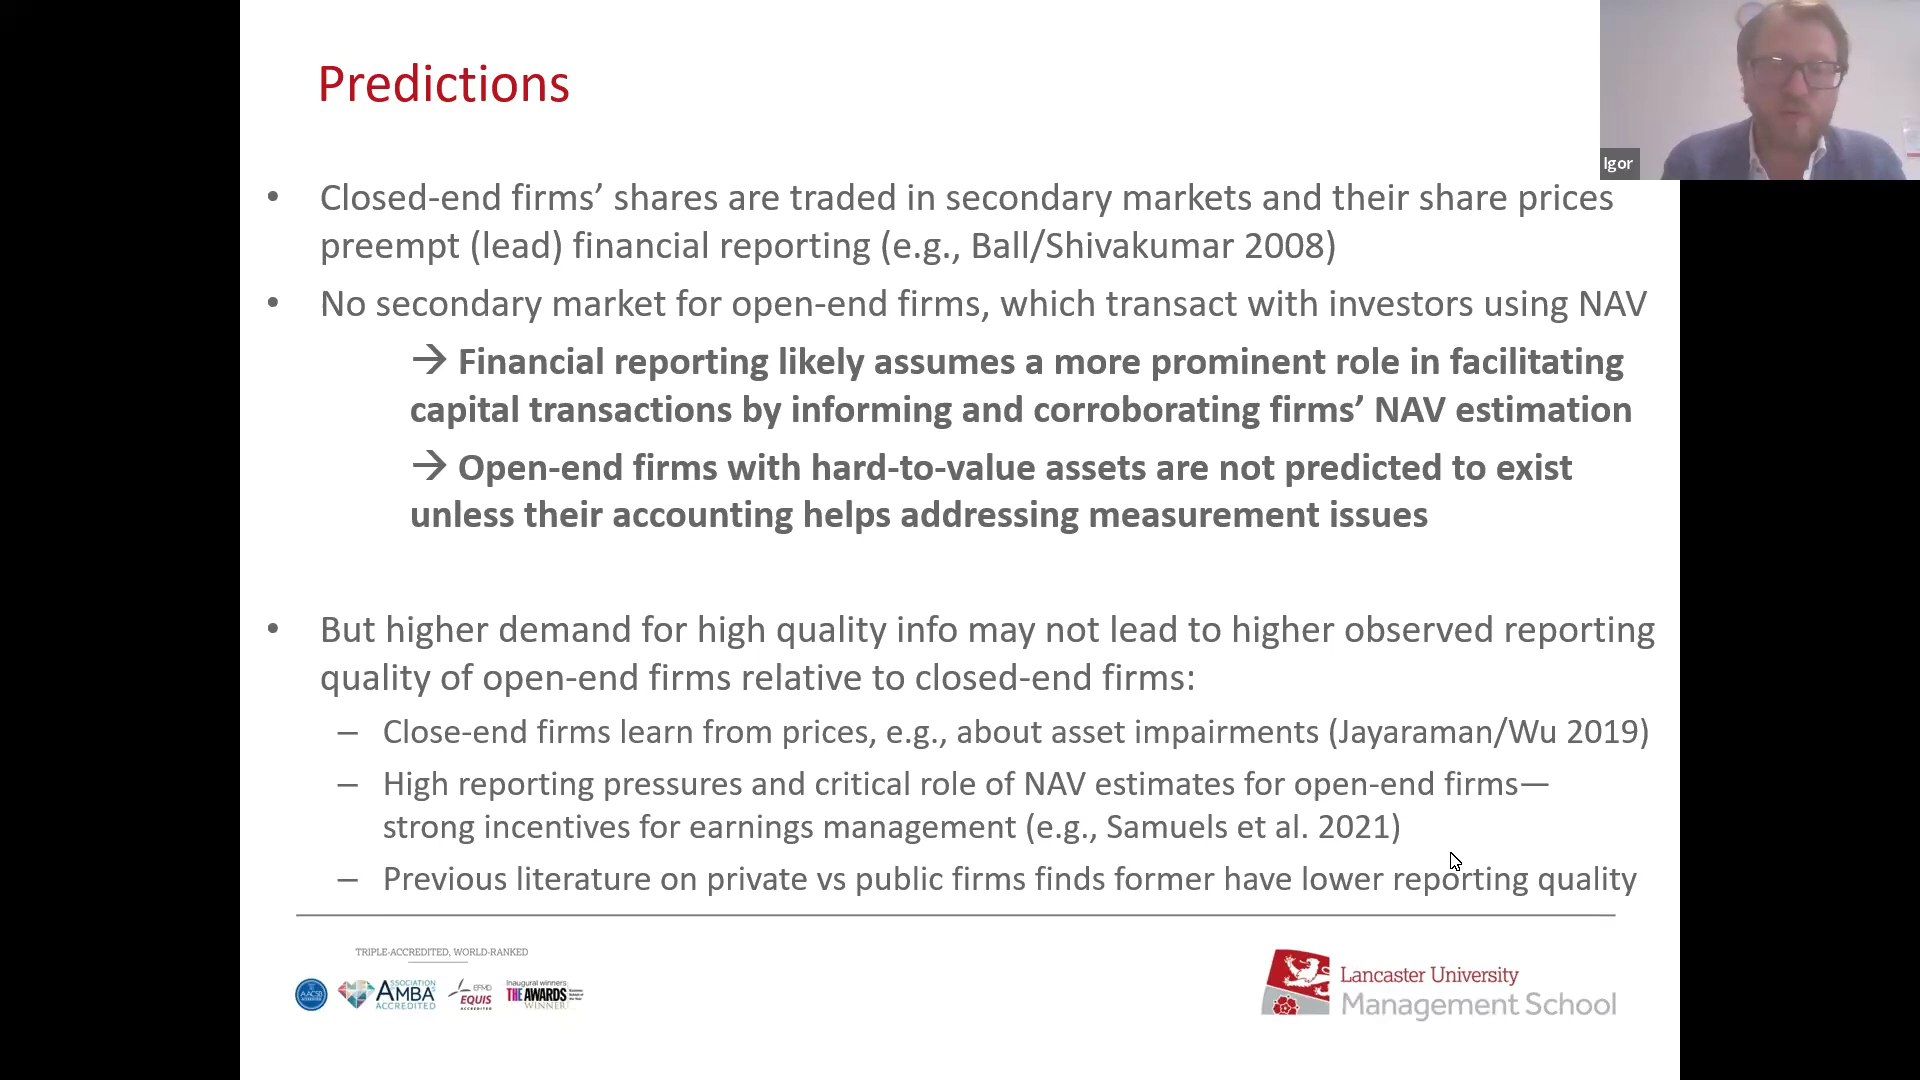 Predictions
Igor
• Closed-end firms’ shares are traded in secondary markets and their share prices
preempt (lead) financial reporting (e.g., Ball/Shivakumar 2008)
• No secondary market for open-end firms, which transact with investors using NAV
→ Financial reporting likely assumes a more prominent role in facilitating
capital transactions by informing and corroborating firms’ NAV estimation
→ Open-end firms with hard-to-value assets are not predicted to exist
unless their accounting helps addressing measurement issues
• But higher demand for high quality info may not lead to higher observed reporting
quality of open-end firms relative to closed-end firms:
– Close-end firms learn from prices, e.g., about asset impairments (Jayaraman/Wu 2019)
– High reporting pressures and critical role of NAV estimates for open-end firms—
strong incentives for earnings management (e.g., Samuels et al. 2021)
– Previous literature on private vs public firms finds former have lower reporting quality
TRIPLE-ACCREDITED, WORLD-RANKED
AACSB
ASSOCIATION
AMBA
ACCREDITED
EFMD
EQUIS
ACCREDITED
Inaugural winners
THE AWARDS
WINNER
Lancaster University
Management School